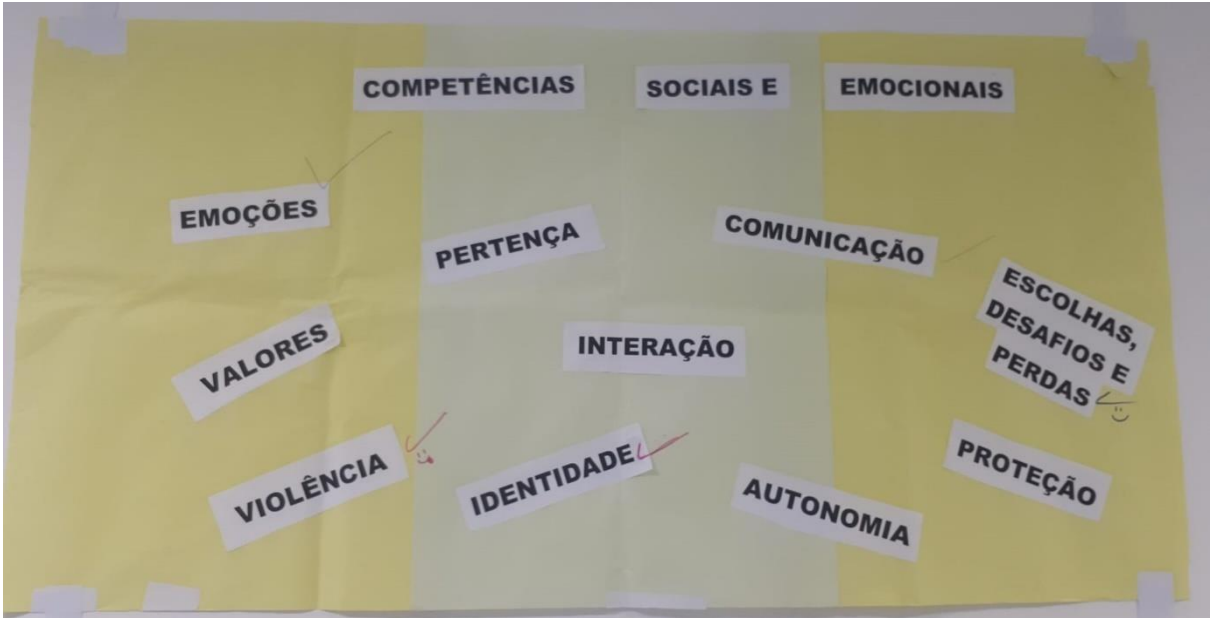 COMPETÊNCIAS SOCIAIS E EMOCIONAIS
EMOÇÕES
PERTENÇA
COMUNICAÇÃO
ESCOLHAS,
DESAFIOS E
PERDAS
VALORES
INTERAÇÃO
VIOLÊNCIA
IDENTIDADE
AUTONOMIA
PROTEÇÃO